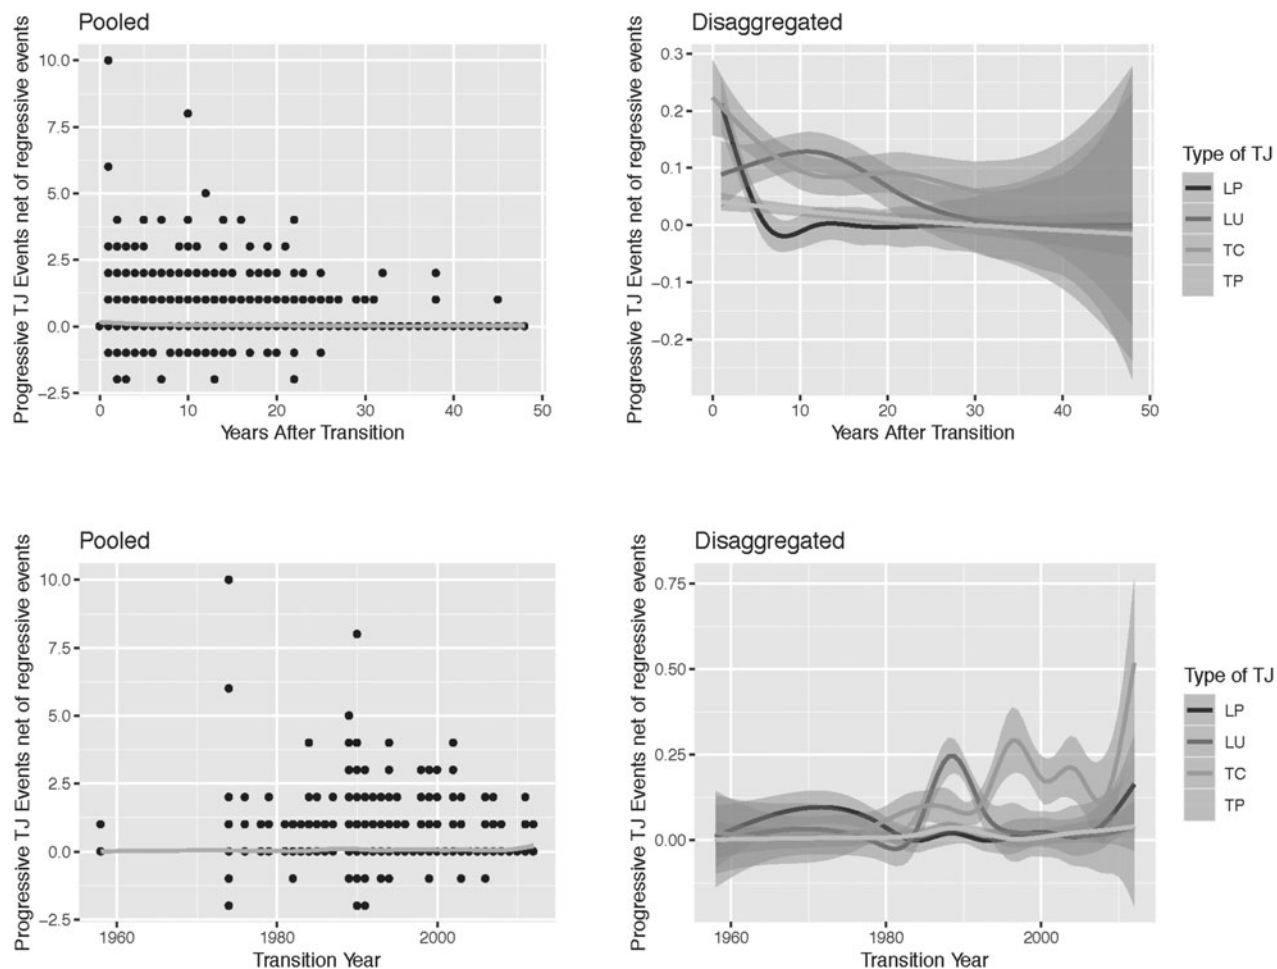 Pooled
Progressive TJ Events net of regressive events
10.0
7.5
5.0
2.5
0.0
−2.5
0
10
20
30
40
50
Years After Transition
Disaggregated
Progressive TJ Events net of regressive events
0.3
0.2
0.1
0.0
−0.1
−0.2
0
10
20
30
40
50
Years After Transition
Type of TJ
LP
LU
TC
TP
Pooled
Progressive TJ Events net of regressive events
10.0
7.5
5.0
2.5
0.0
−2.5
1960
1980
2000
Transition Year
Disaggregated
Progressive TJ Events net of regressive events
0.75
0.50
0.25
0.00
1960
1980
2000
Transition Year
Type of TJ
LP
LU
TC
TP